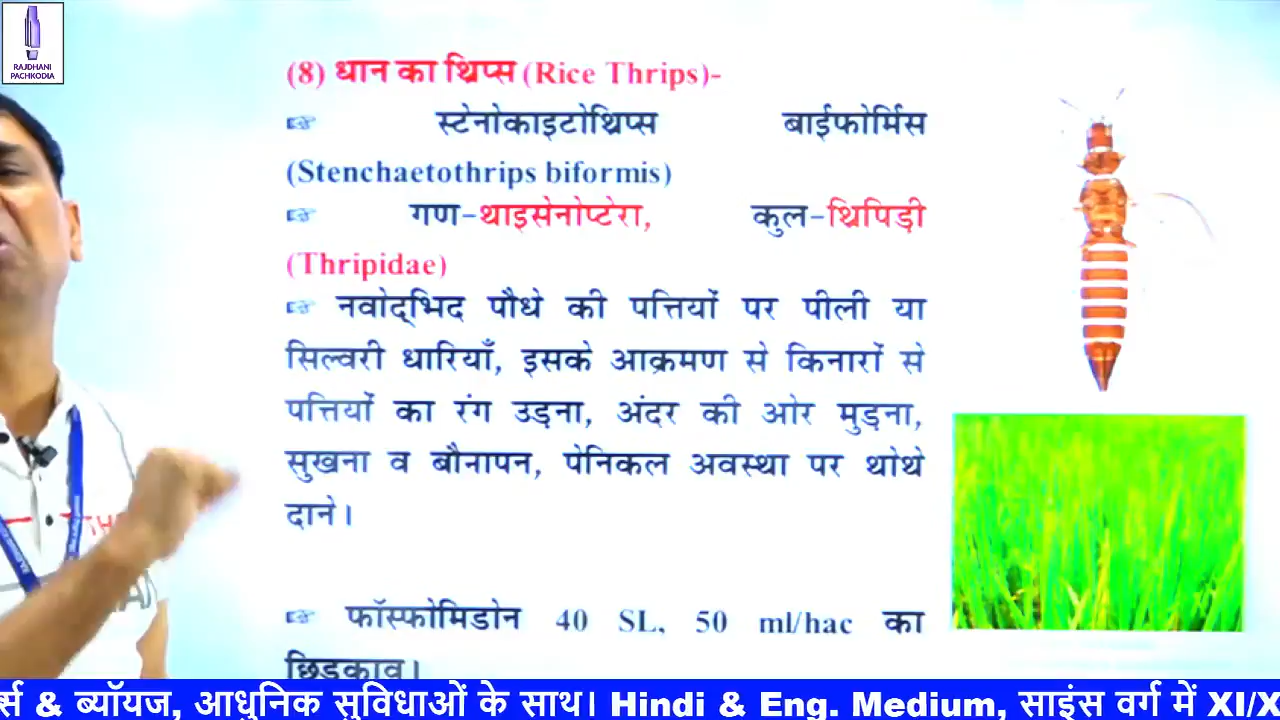 RAJDHANI
PACHKODIA
(8) धान का थ्रिप्स (Rice Thrips)-
☞ स्टेनोकाइटोथ्रिप्स बाईफोर्मिस
(Stenchaetothrips biformis)
☞ गण-थाइसेनोप्टेरा, कुल-थ्रिपिड़ी
(Thripidae)
☞ नवोद्भिद पौधे की पत्तियों पर पीली या
सिल्वरी धारियाँ, इसके आक्रमण से किनारों से
पत्तियों का रंग उड़ना, अंदर की ओर मुड़ना,
सुखना व बौनापन, पेनिकल अवस्था पर थोथे
दाने।
☞ फॉस्फोमिडोन 40 SL, 50 ml/hac का
छिड़काव।
र्स & ब्यॉयज, आधुनिक सुविधाओं के साथ। Hindi & Eng. Medium, साइंस वर्ग में XI/X